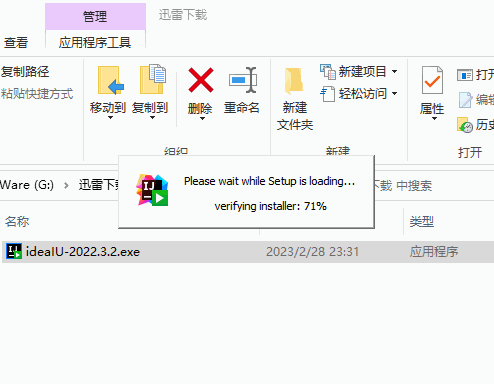 管理
迅雷下载
查看
应用程序工具
复制路径
粘贴快捷方式
移动到
复制到
删除
重命名
新建
文件夹
新建项目
轻松访问
属性
打开
编辑
历史
组织
新建
打开
Ware (G:)
迅雷下载
下载 中搜索
Please wait while Setup is loading...
verifying installer: 71%
名称
类型
IJ
ideaIU-2022.3.2.exe
2023/2/28 23:31
应用程序